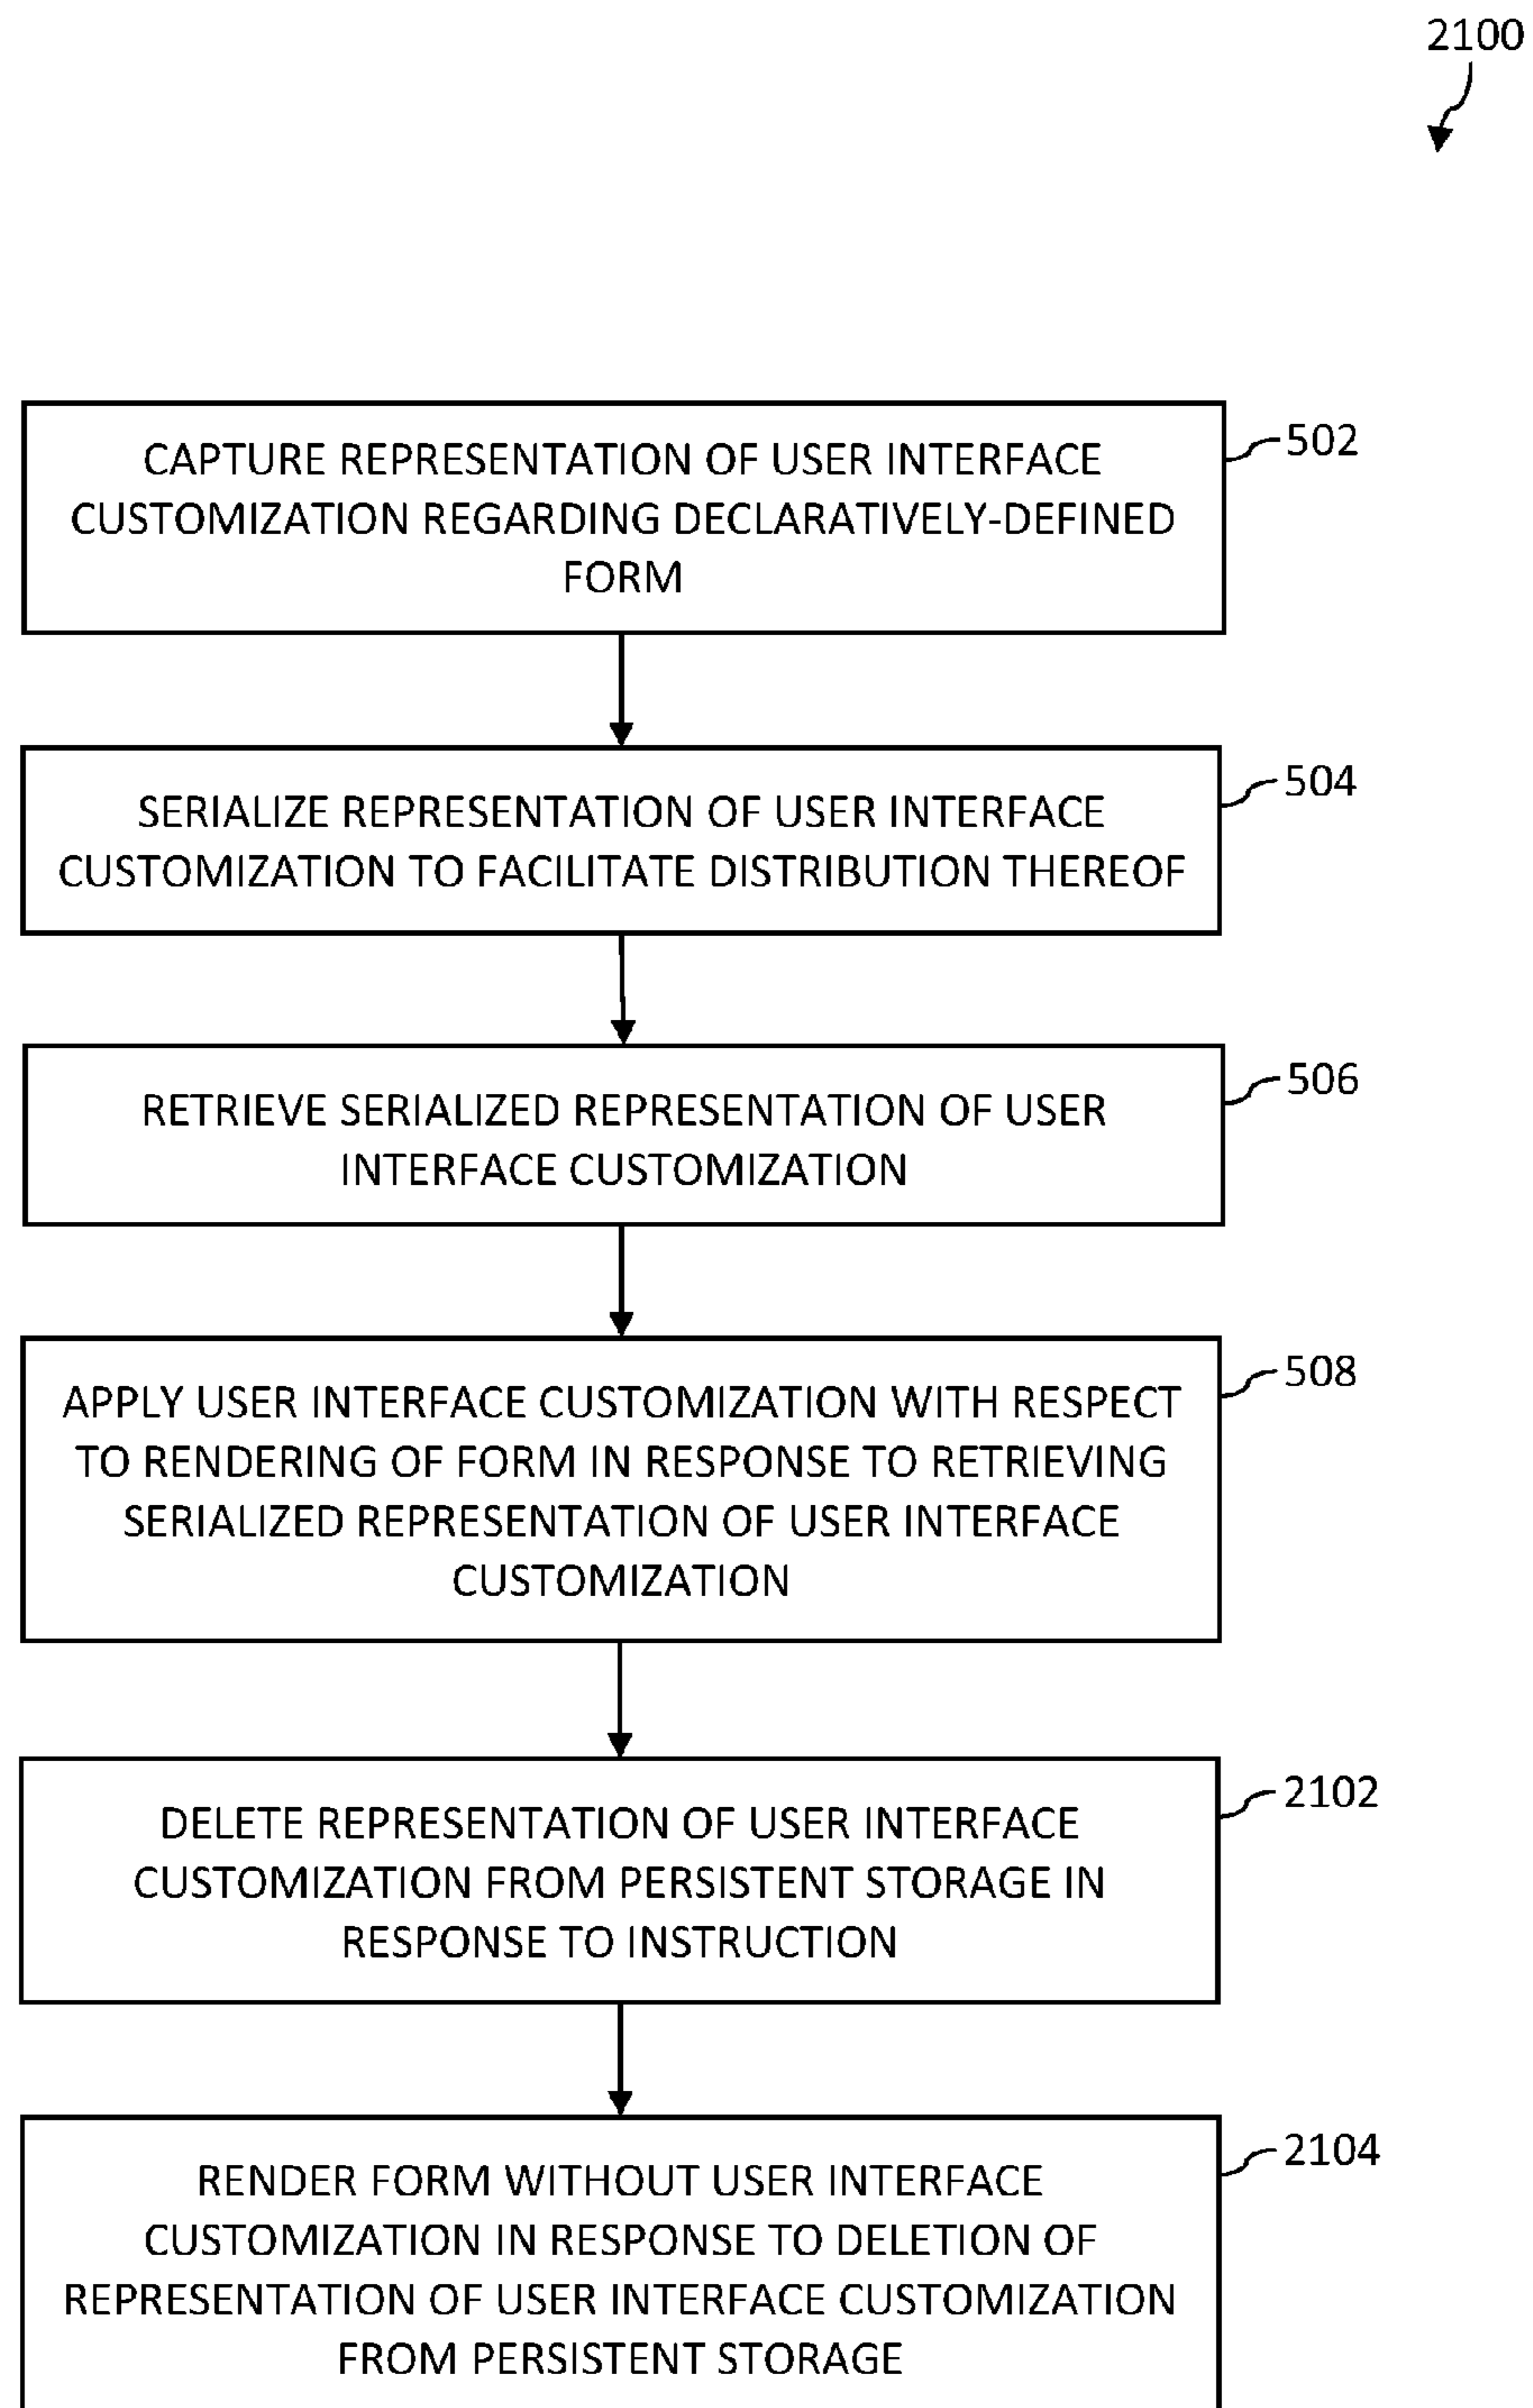 2100
CAPTURE REPRESENTATION OF USER INTERFACE
CUSTOMIZATION REGARDING DECLARATIVELY-DEFINED
FORM
502
SERIALIZE REPRESENTATION OF USER INTERFACE
CUSTOMIZATION TO FACILITATE DISTRIBUTION THEREOF
504
RETRIEVE SERIALIZED REPRESENTATION OF USER
INTERFACE CUSTOMIZATION
506
APPLY USER INTERFACE CUSTOMIZATION WITH RESPECT
TO RENDERING OF FORM IN RESPONSE TO RETRIEVING
SERIALIZED REPRESENTATION OF USER INTERFACE
CUSTOMIZATION
508
DELETE REPRESENTATION OF USER INTERFACE
CUSTOMIZATION FROM PERSISTENT STORAGE IN
RESPONSE TO INSTRUCTION
2102
RENDER FORM WITHOUT USER INTERFACE
CUSTOMIZATION IN RESPONSE TO DELETION OF
REPRESENTATION OF USER INTERFACE CUSTOMIZATION
FROM PERSISTENT STORAGE
2104